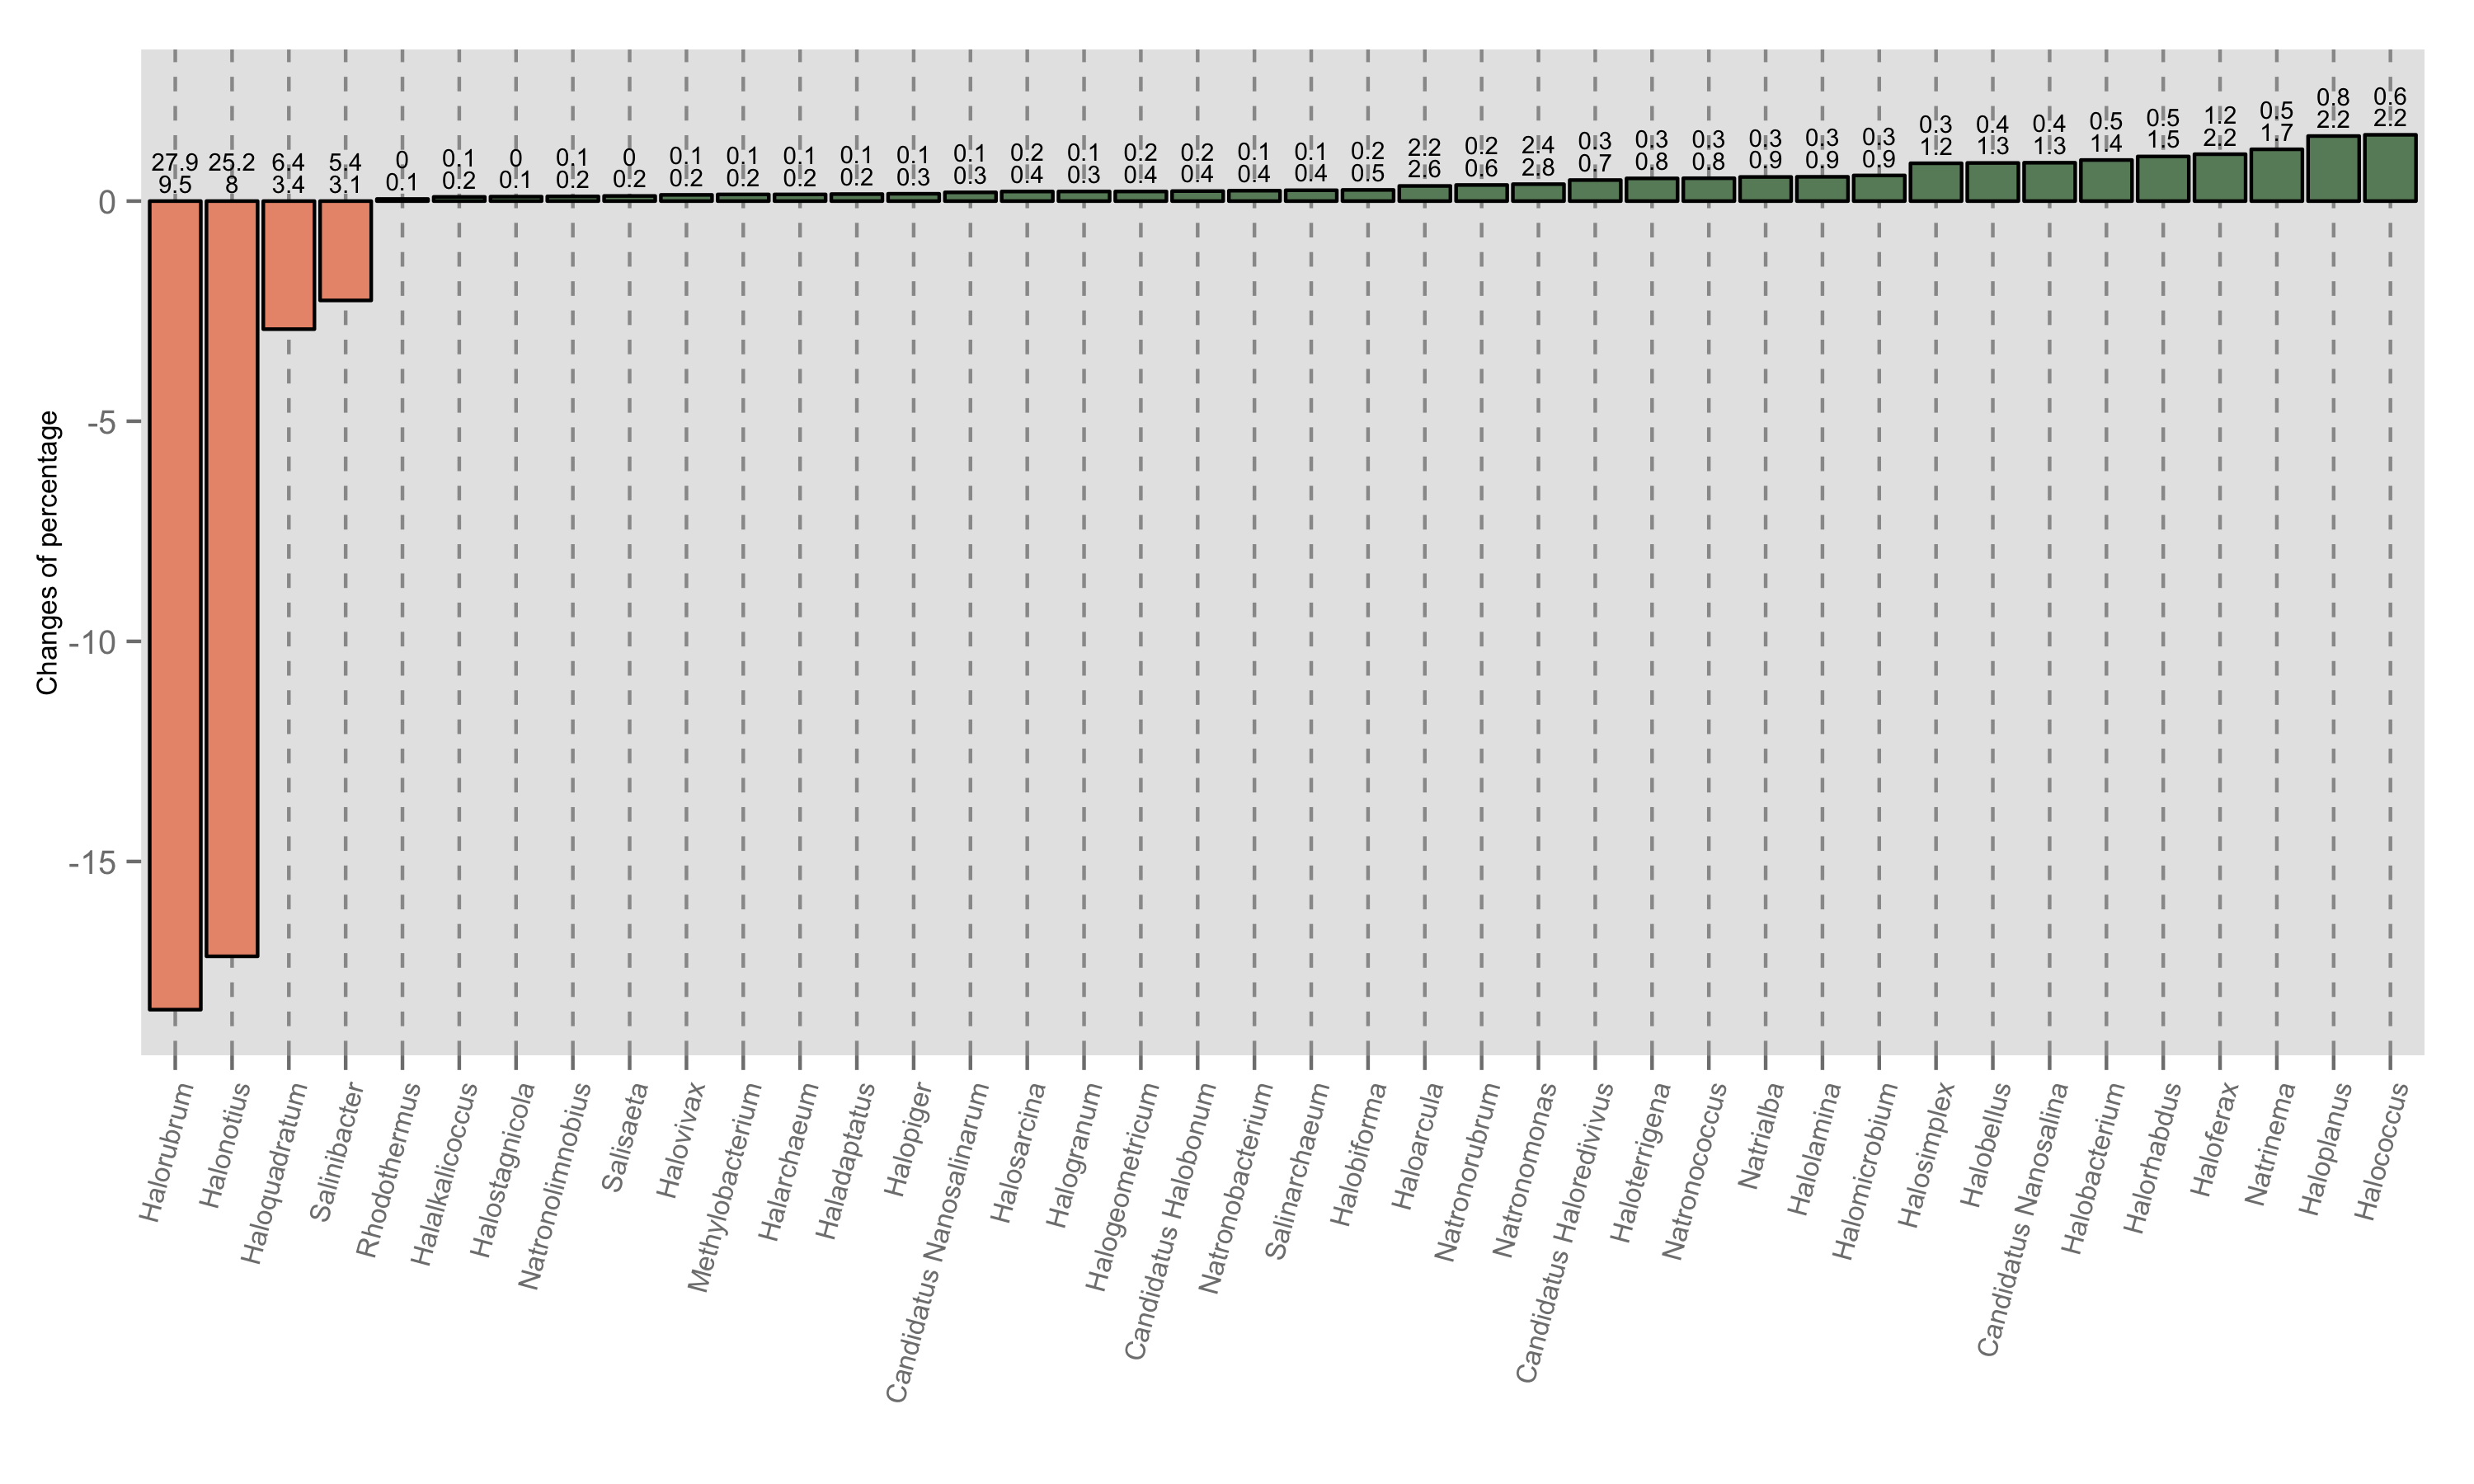 Changes of percentage
0
-5
-10
-15
27.9
9.5
25.2
8
6.4
3.4
5.4
3.1
0
0.1
0.1
0.2
0
0.1
0.1
0.2
0
0.2
0.1
0.2
0.1
0.2
0.1
0.2
0.1
0.2
0.1
0.3
0.1
0.3
0.2
0.4
0.1
0.3
0.2
0.4
0.2
0.4
0.1
0.4
0.1
0.4
0.2
0.5
2.2
2.6
0.2
0.6
2.4
2.8
0.3
0.7
0.3
0.8
0.3
0.8
0.3
0.9
0.3
0.9
0.3
0.9
0.3
1.2
0.4
1.3
0.4
1.3
0.5
1.4
0.5
1.5
1.2
2.2
0.5
1.7
0.8
2.2
0.6
2.2
Halorubrum
Halonotius
Haloquadratum
Salinibacter
Rhodothermus
Halalkalicoccus
Halostagnicola
Natronolimnobius
Salisaeta
Halovivax
Methylobacterium
Halarchaeum
Haladaptatus
Halopiger
Candidatus Nanosalinarum
Halosarcina
Halogranum
Halogeometricum
Candidatus Halobonum
Natronobacterium
Salinarchaeum
Halobiforma
Haloarcula
Natronorubrum
Natronomonas
Candidatus Haloredivivus
Haloterrigena
Natronococcus
Natrialba
Halolamina
Halomicrobium
Halosimplex
Halobellus
Candidatus Nanosalina
Halobacterium
Halorhabdus
Haloferax
Natrinema
Haloplanus
Halococcus